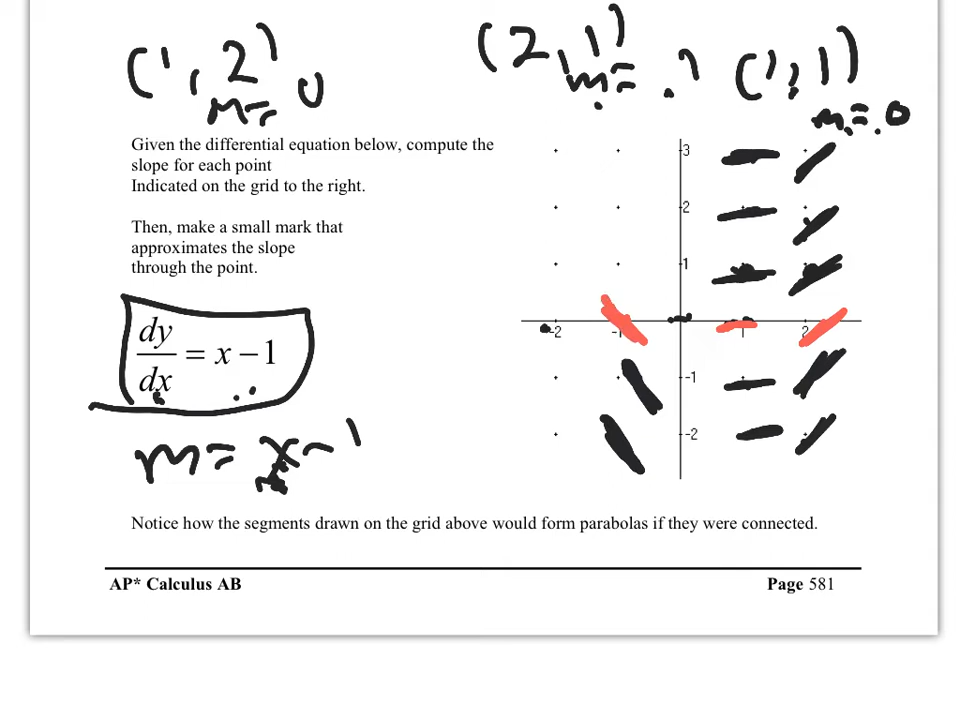 (1, 2)
m= 0
(2, 1)
m= 1
(1, 1)
m= 0
Given the differential equation below, compute the
slope for each point
Indicated on the grid to the right.
Then, make a small mark that
approximates the slope
through the point.
dy/dx = x − 1
m= x-1
3
2
1
-2 -1 2
-1
-2
Notice how the segments drawn on the grid above would form parabolas if they were connected.
AP* Calculus AB
Page 581